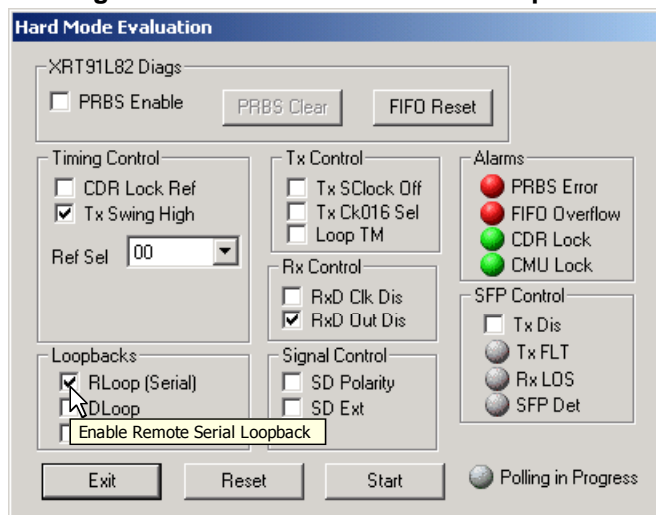 Hard Mode Evaluation
XRT91L82 Diags
PRBS Enable
PRBS Clear
FIFO Reset
Timing Control
CDR Lock Ref
Tx Swing High
Ref Sel
00
Tx Control
Tx SClock Off
Tx Ck016 Sel
Loop TM
Rx Control
RxD Clk Dis
RxD Out Dis
Alarms
PRBS Error
FIFO Overflow
CDR Lock
CMU Lock
SFP Control
Tx Dis
Tx FLT
Rx LOS
SFP Det
Loopbacks
RLoop (Serial)
DLoop
Enable Remote Serial Loopback
Signal Control
SD Polarity
SD Ext
Exit
Reset
Start
Polling in Progress